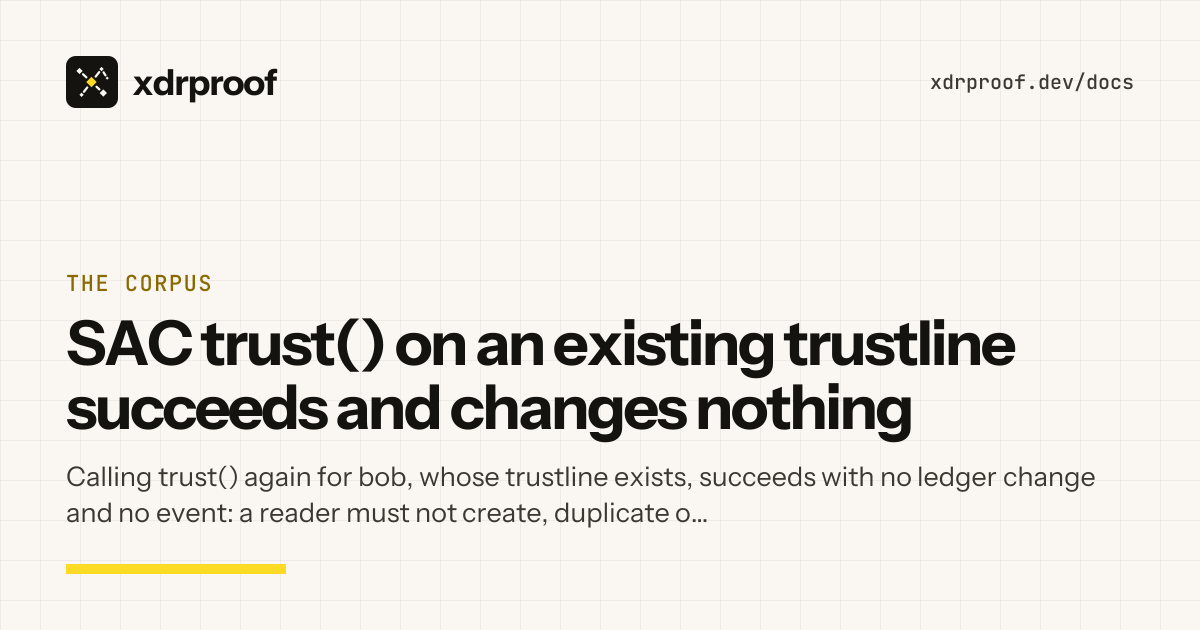 xdrproof
xdrproof.dev/docs
THE CORPUS
SAC trust() on an existing trustline
succeeds and changes nothing
Calling trust() again for bob, whose trustline exists, succeeds with no ledger change
and no event: a reader must not create, duplicate o...